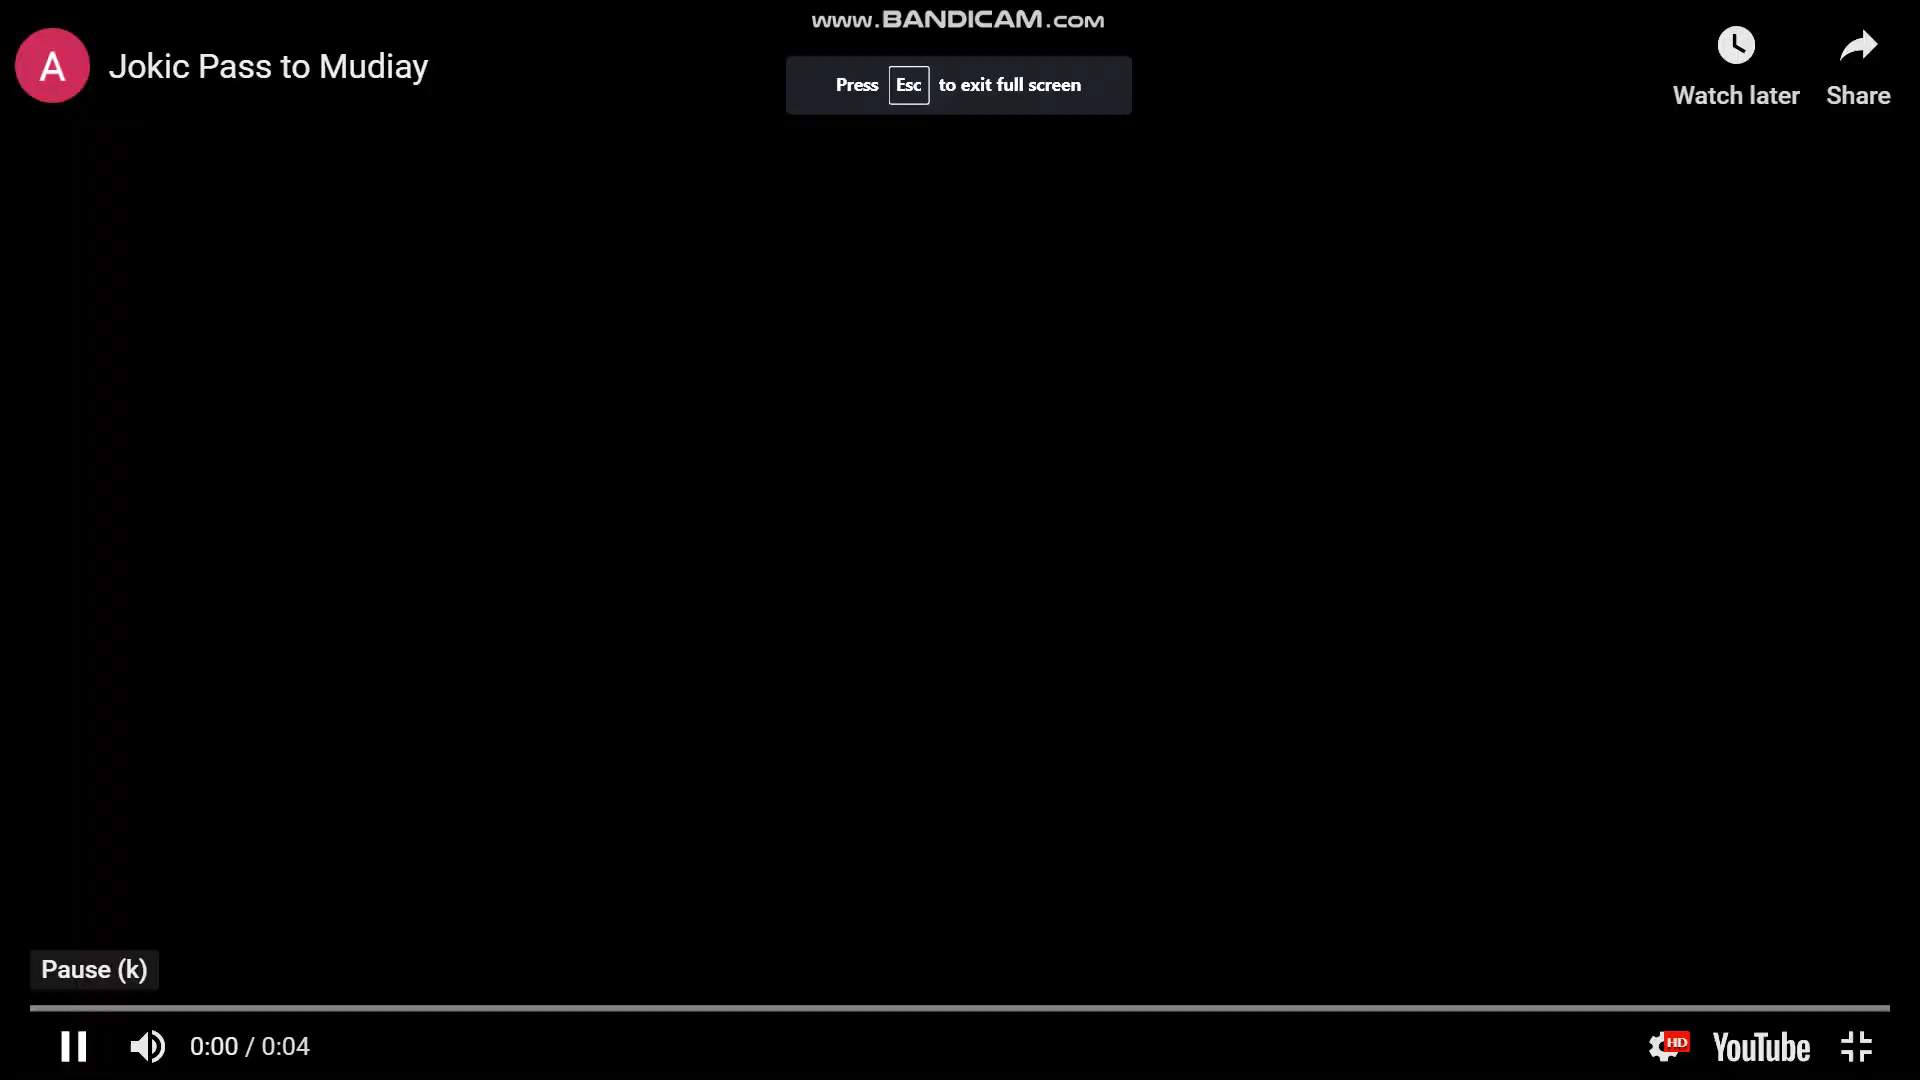 www.BANDICAM.COM
A
Jokic Pass to Mudiay
Press Esc to exit full screen
Watch later
Share
Pause (k)
0:00 / 0:04
HD
YouTube